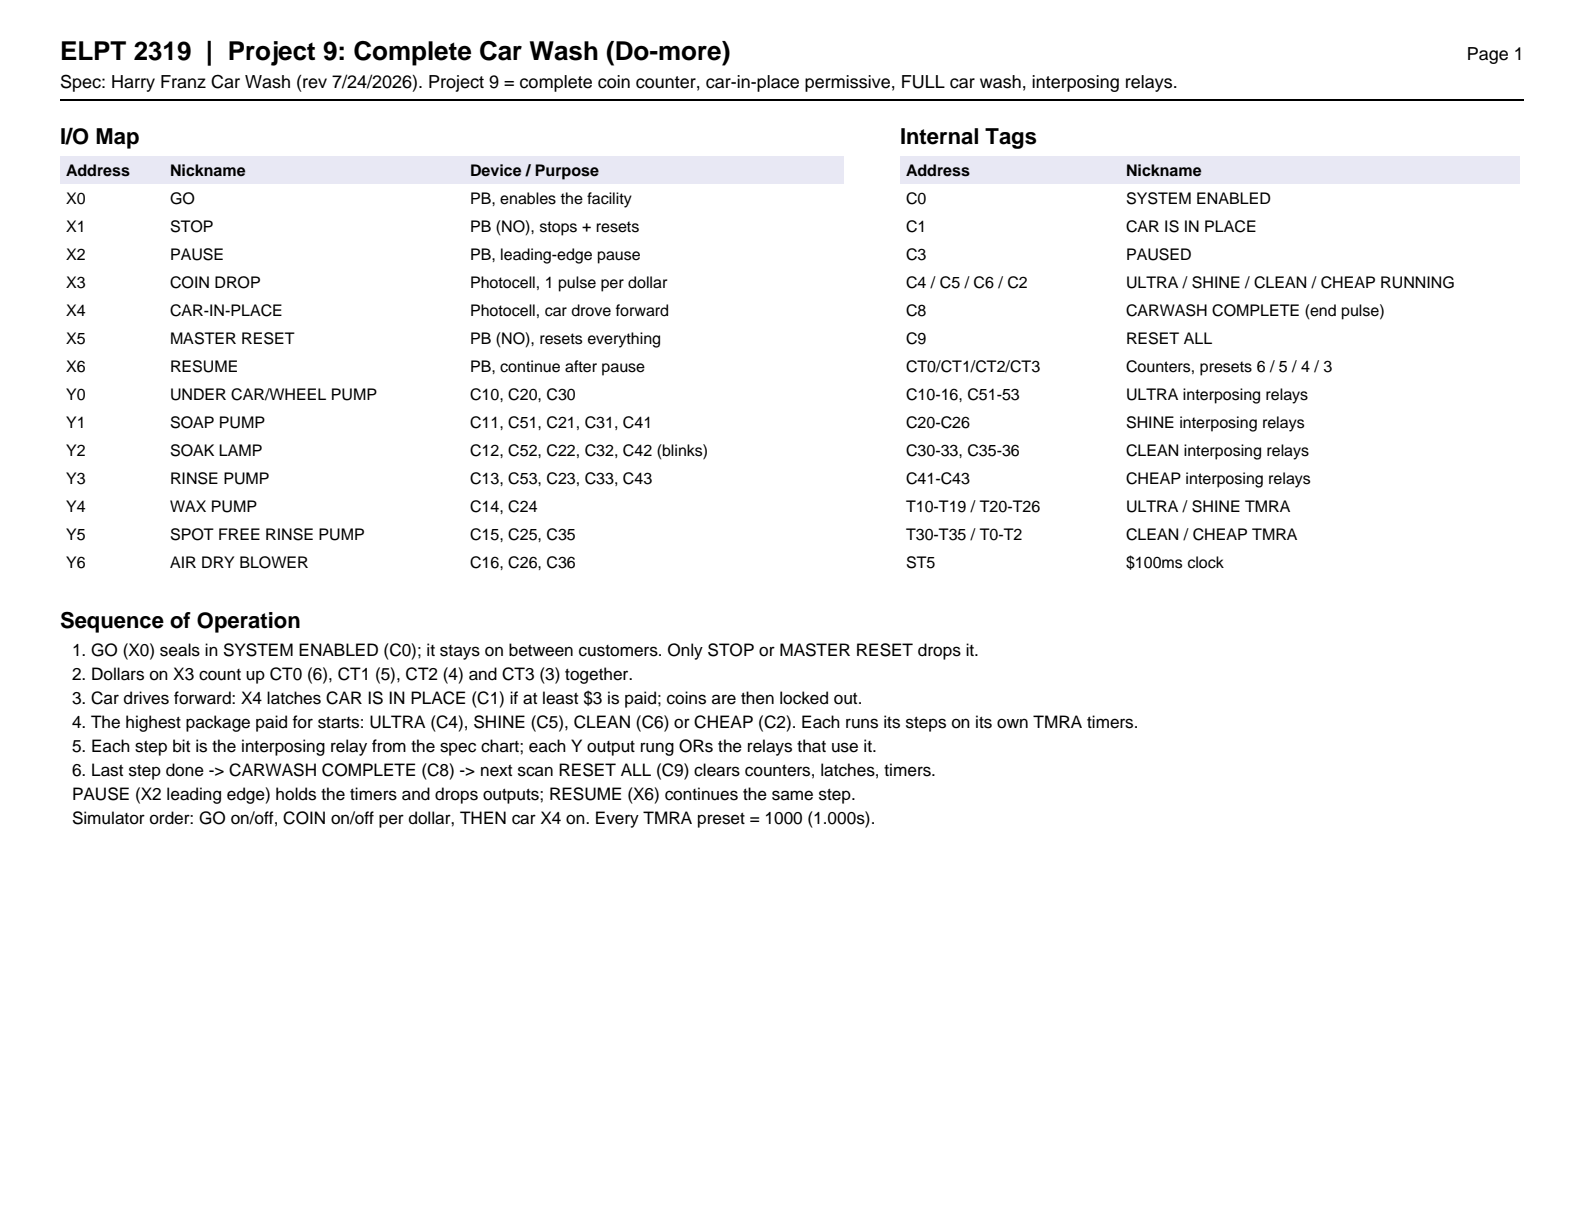 ELPT 2319 | Project 9: Complete Car Wash (Do-more)
Page 1
Spec: Harry Franz Car Wash (rev 7/24/2026). Project 9 = complete coin counter, car-in-place permissive, FULL car wash, interposing relays.
I/O Map
Address Nickname Device / Purpose
X0 GO PB, enables the facility
X1 STOP PB (NO), stops + resets
X2 PAUSE PB, leading-edge pause
X3 COIN DROP Photocell, 1 pulse per dollar
X4 CAR-IN-PLACE Photocell, car drove forward
X5 MASTER RESET PB (NO), resets everything
X6 RESUME PB, continue after pause
Y0 UNDER CAR/WHEEL PUMP C10, C20, C30
Y1 SOAP PUMP C11, C51, C21, C31, C41
Y2 SOAK LAMP C12, C52, C22, C32, C42 (blinks)
Y3 RINSE PUMP C13, C53, C23, C33, C43
Y4 WAX PUMP C14, C24
Y5 SPOT FREE RINSE PUMP C15, C25, C35
Y6 AIR DRY BLOWER C16, C26, C36
Internal Tags
Address Nickname
C0 SYSTEM ENABLED
C1 CAR IS IN PLACE
C3 PAUSED
C4 / C5 / C6 / C2 ULTRA / SHINE / CLEAN / CHEAP RUNNING
C8 CARWASH COMPLETE (end pulse)
C9 RESET ALL
CT0/CT1/CT2/CT3 Counters, presets 6 / 5 / 4 / 3
C10-16, C51-53 ULTRA interposing relays
C20-C26 SHINE interposing relays
C30-33, C35-36 CLEAN interposing relays
C41-C43 CHEAP interposing relays
T10-T19 / T20-T26 ULTRA / SHINE TMRA
T30-T35 / T0-T2 CLEAN / CHEAP TMRA
ST5 $100ms clock
Sequence of Operation
1. GO (X0) seals in SYSTEM ENABLED (C0); it stays on between customers. Only STOP or MASTER RESET drops it.
2. Dollars on X3 count up CT0 (6), CT1 (5), CT2 (4) and CT3 (3) together.
3. Car drives forward: X4 latches CAR IS IN PLACE (C1) if at least $3 is paid; coins are then locked out.
4. The highest package paid for starts: ULTRA (C4), SHINE (C5), CLEAN (C6) or CHEAP (C2). Each runs its steps on its own TMRA timers.
5. Each step bit is the interposing relay from the spec chart; each Y output rung ORs the relays that use it.
6. Last step done -> CARWASH COMPLETE (C8) -> next scan RESET ALL (C9) clears counters, latches, timers.
PAUSE (X2 leading edge) holds the timers and drops outputs; RESUME (X6) continues the same step.
Simulator order: GO on/off, COIN on/off per dollar, THEN car X4 on. Every TMRA preset = 1000 (1.000s).